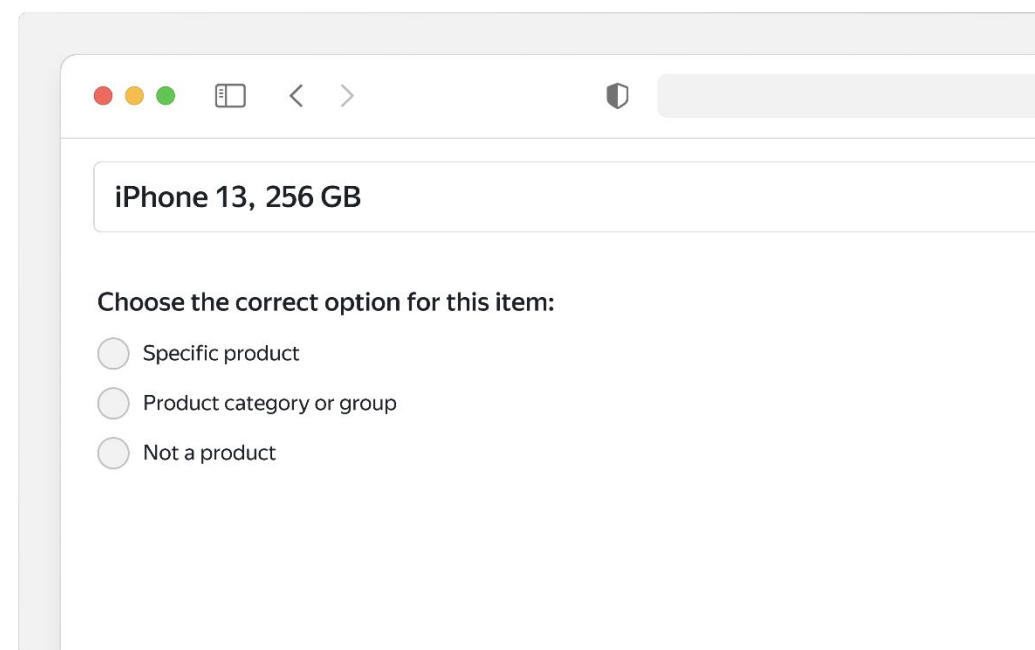 iPhone 13, 256 GB
Choose the correct option for this item:
Specific product
Product category or group
Not a product